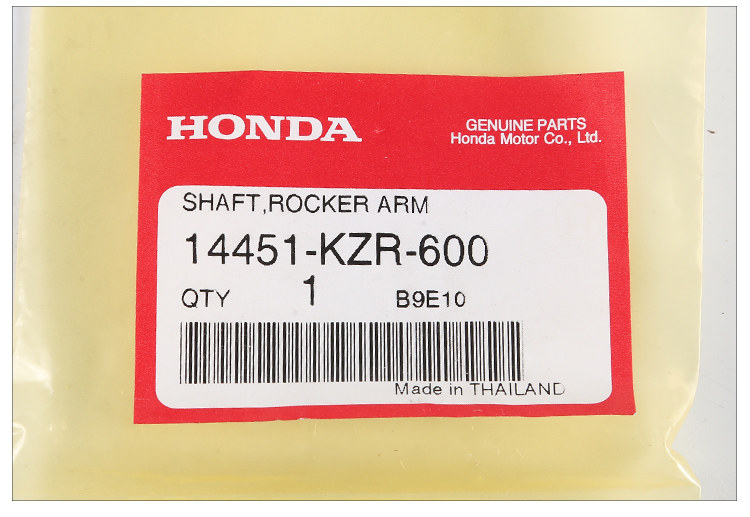 HONDA
GENUINE PARTS
Honda Motor Co., Ltd.
SHAFT,ROCKER ARM
14451-KZR-600
QTY 1 B9E10
Made in THAILAND